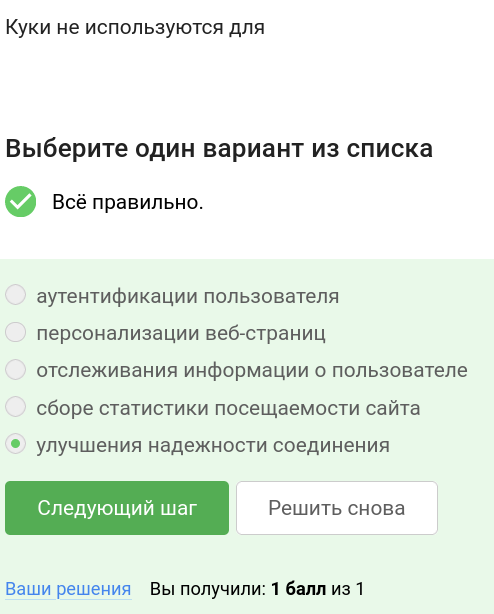 Куки не используются для
Выберите один вариант из списка
Всё правильно.
аутентификации пользователя
персонализации веб-страниц
отслеживания информации о пользователе
сборе статистики посещаемости сайта
улучшения надежности соединения
Следующий шаг
Решить снова
Ваши решения Вы получили: 1 балл из 1